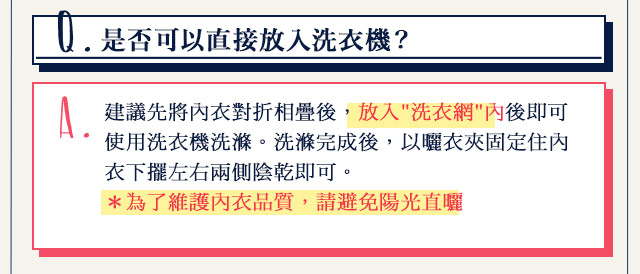 Q. 是否可以直接放入洗衣機？
A. 建議先將內衣對折相疊後，放入"洗衣網"內後即可
使用洗衣機洗滌。洗滌完成後，以曬衣夾固定住內
衣下擺左右兩側陰乾即可。
＊為了維護內衣品質，請避免陽光直曬